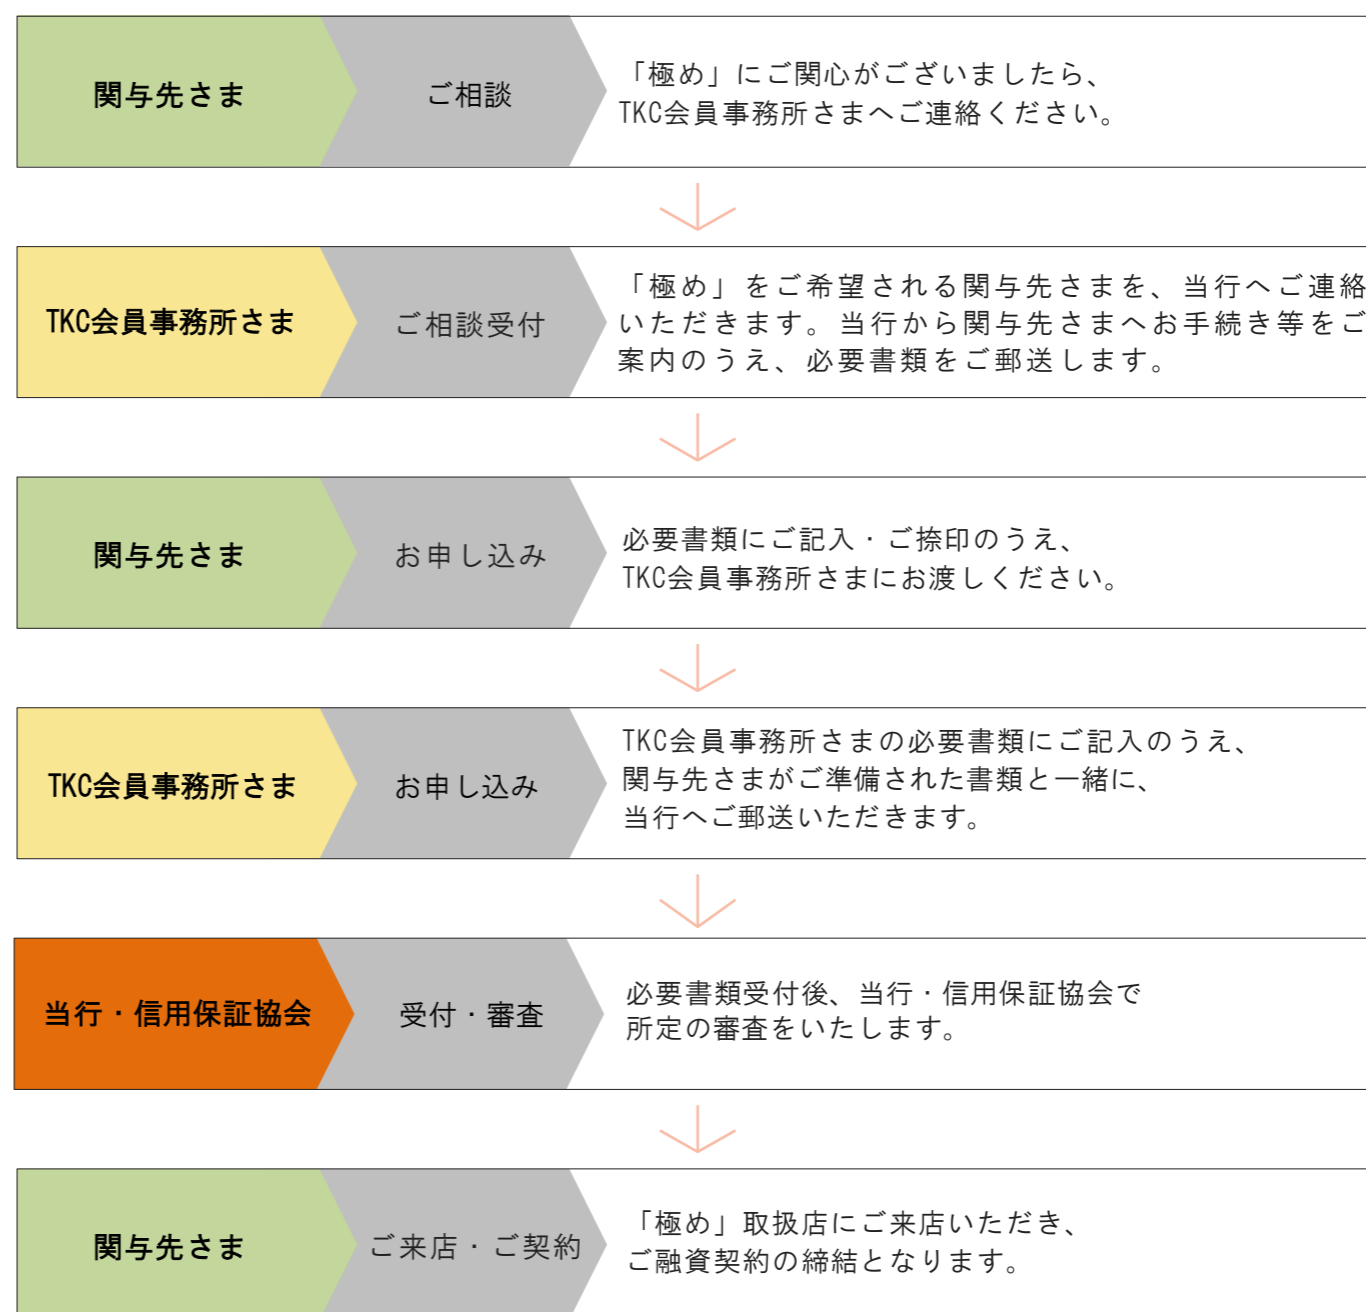 関与先さま
ご相談
「極め」にご関心がございましたら、
TKC会員事務所さまへご連絡ください。
TKC会員事務所さま
ご相談受付
「極め」をご希望される関与先さまを、当行へご連絡
いただきます。当行から関与先さまへお手続き等をご
案内のうえ、必要書類をご郵送します。
関与先さま
お申し込み
必要書類にご記入・ご捺印のうえ、
TKC会員事務所さまにお渡しください。
TKC会員事務所さま
お申し込み
TKC会員事務所さまの必要書類にご記入のうえ、
関与先さまがご準備された書類と一緒に、
当行へご郵送いただきます。
当行・信用保証協会
受付・審査
必要書類受付後、当行・信用保証協会で
所定の審査をいたします。
関与先さま
ご来店・ご契約
「極め」取扱店にご来店いただき、
ご融資契約の締結となります。